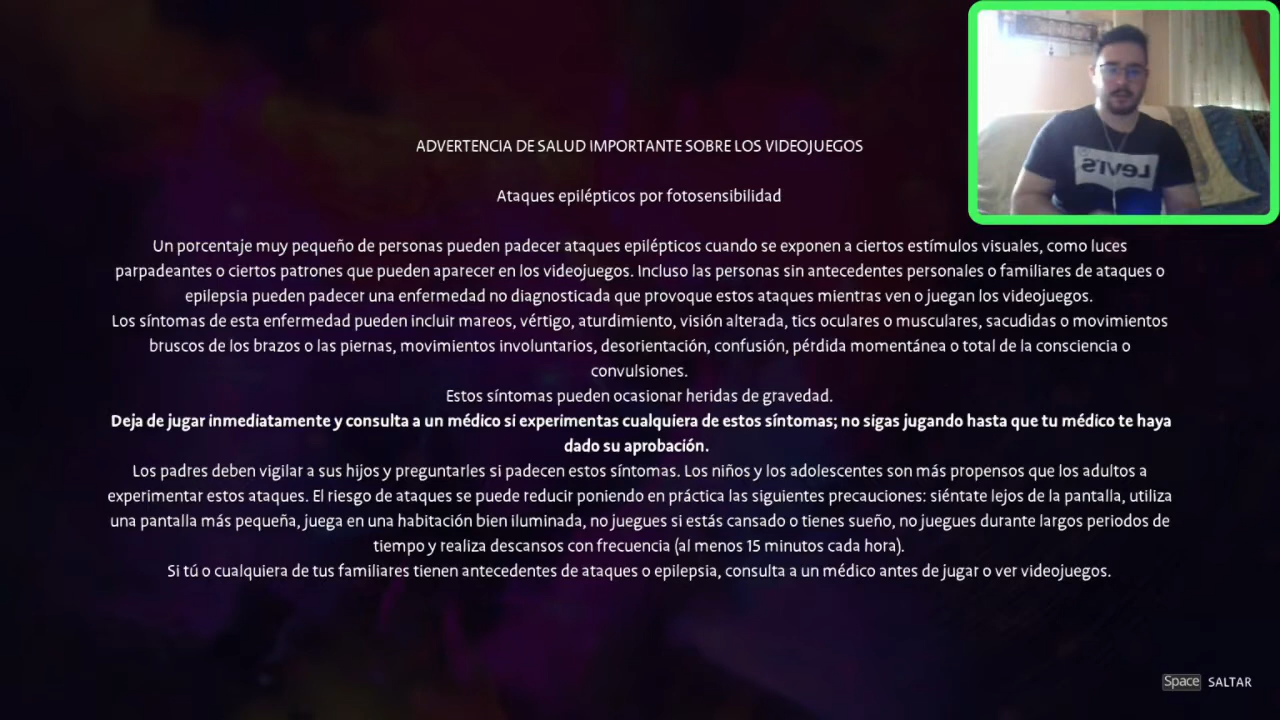 ADVERTENCIA DE SALUD IMPORTANTE SOBRE LOS VIDEOJUEGOS
Ataques epilépticos por fotosensibilidad
Un porcentaje muy pequeño de personas pueden padecer ataques epilépticos cuando se exponen a ciertos estímulos visuales, como luces
parpadeantes o ciertos patrones que pueden aparecer en los videojuegos. Incluso las personas sin antecedentes personales o familiares de ataques o
epilepsia pueden padecer una enfermedad no diagnosticada que provoque estos ataques mientras ven o juegan los videojuegos.
Los síntomas de esta enfermedad pueden incluir mareos, vértigo, aturdimiento, visión alterada, tics oculares o musculares, sacudidas o movimientos
bruscos de los brazos o las piernas, movimientos involuntarios, desorientación, confusión, pérdida momentánea o total de la consciencia o
convulsiones.
Estos síntomas pueden ocasionar heridas de gravedad.
Deja de jugar inmediatamente y consulta a un médico si experimentas cualquiera de estos síntomas; no sigas jugando hasta que tu médico te haya
dado su aprobación.
Los padres deben vigilar a sus hijos y preguntarles si padecen estos síntomas. Los niños y los adolescentes son más propensos que los adultos a
experimentar estos ataques. El riesgo de ataques se puede reducir poniendo en práctica las siguientes precauciones: siéntate lejos de la pantalla, utiliza
una pantalla más pequeña, juega en una habitación bien iluminada, no juegues si estás cansado o tienes sueño, no juegues durante largos periodos de
tiempo y realiza descansos con frecuencia (al menos 15 minutos cada hora).
Si tú o cualquiera de tus familiares tienen antecedentes de ataques o epilepsia, consulta a un médico antes de jugar o ver videojuegos.
LEVI'S
Space SALTAR